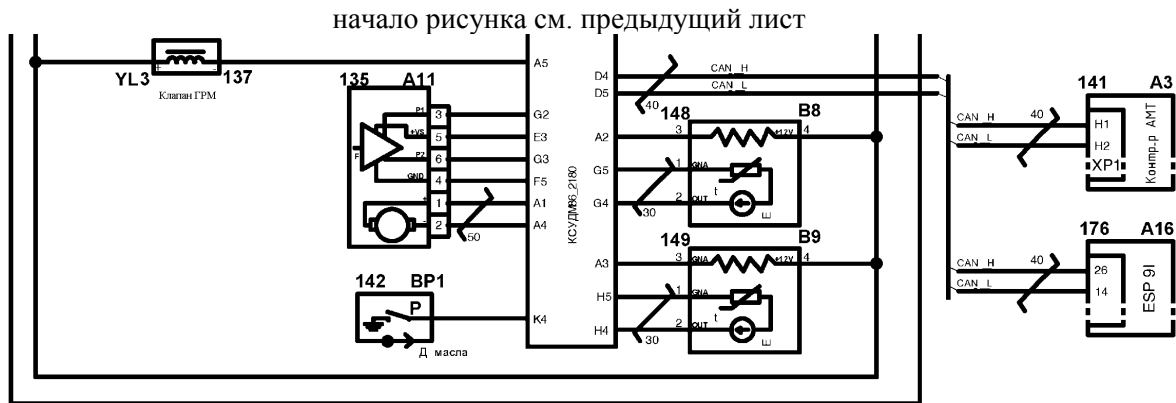 начало рисунка см. предыдущий лист
YL3 + - 137
Клапан ГРМ
A5
135 A11
P1 3 G2
+VS 5 E3
F P2 6 G3
GND 4 F5
+ 1 A1
- 2 A4
50
142 BP1
P
K4
Д масла
КСУДМВ6_2180
D4 CAN_H
D5 CAN_L
40
148 B8
A2 3 +12V 4
G5 1 GNA
t
G4 2 OUT
30
E
149 B9
A3 3 +12V 4
H5 1 GNA
t
H4 2 OUT
30
E
141 A3
CAN_H 40 H1
CAN_L H2
XP1
Контр.р АМТ
176 A16
CAN_H 40 26
CAN_L 14
ESP 9I